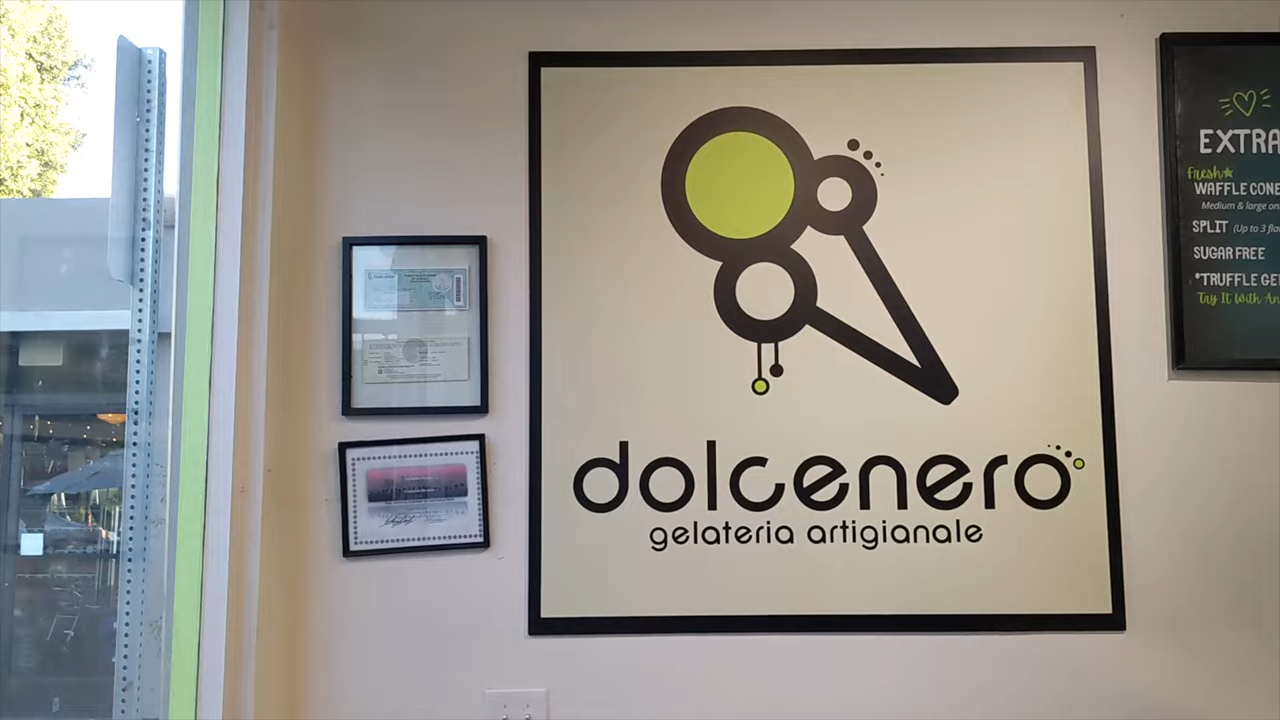 dolcenero
gelateria artigianale
EXTRA
Fresh
WAFFLE CONE
Medium & large on
SPLIT (Up to 3 fla
SUGAR FREE
*TRUFFLE GE
Try It With An